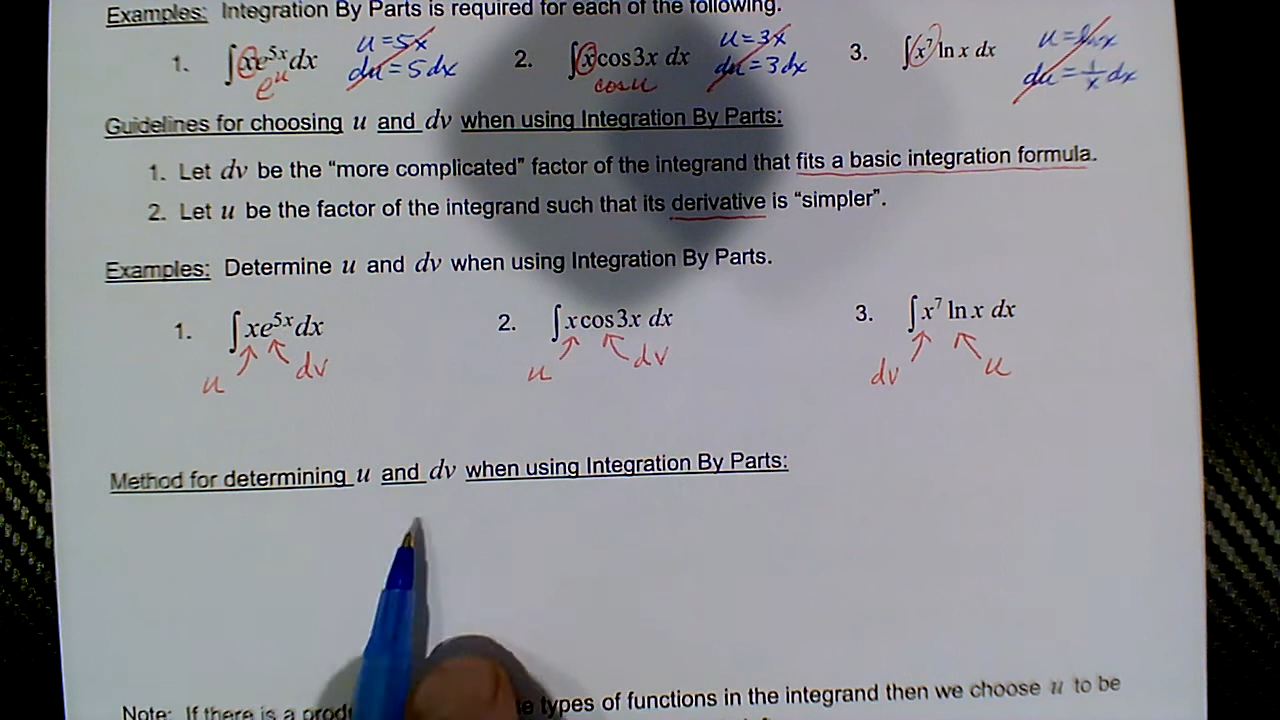 Examples: Integration By Parts is required for each of the following.
1. ∫xe^{5x}dx u=5x 2. ∫x cos3x dx u=3x 3. ∫x^7 ln x dx u=ln x
e^u du=5dx cos u du=3dx du=1/x dx
Guidelines for choosing u and dv when using Integration By Parts:
1. Let dv be the “more complicated” factor of the integrand that fits a basic integration formula.
2. Let u be the factor of the integrand such that its derivative is “simpler”.
Examples: Determine u and dv when using Integration By Parts.
1. ∫xe^{5x}dx 2. ∫x cos3x dx 3. ∫x^7 ln x dx
u dv u dv dv u
Method for determining u and dv when using Integration By Parts:
Note: If there is a types of functions in the integrand then we choose u to be